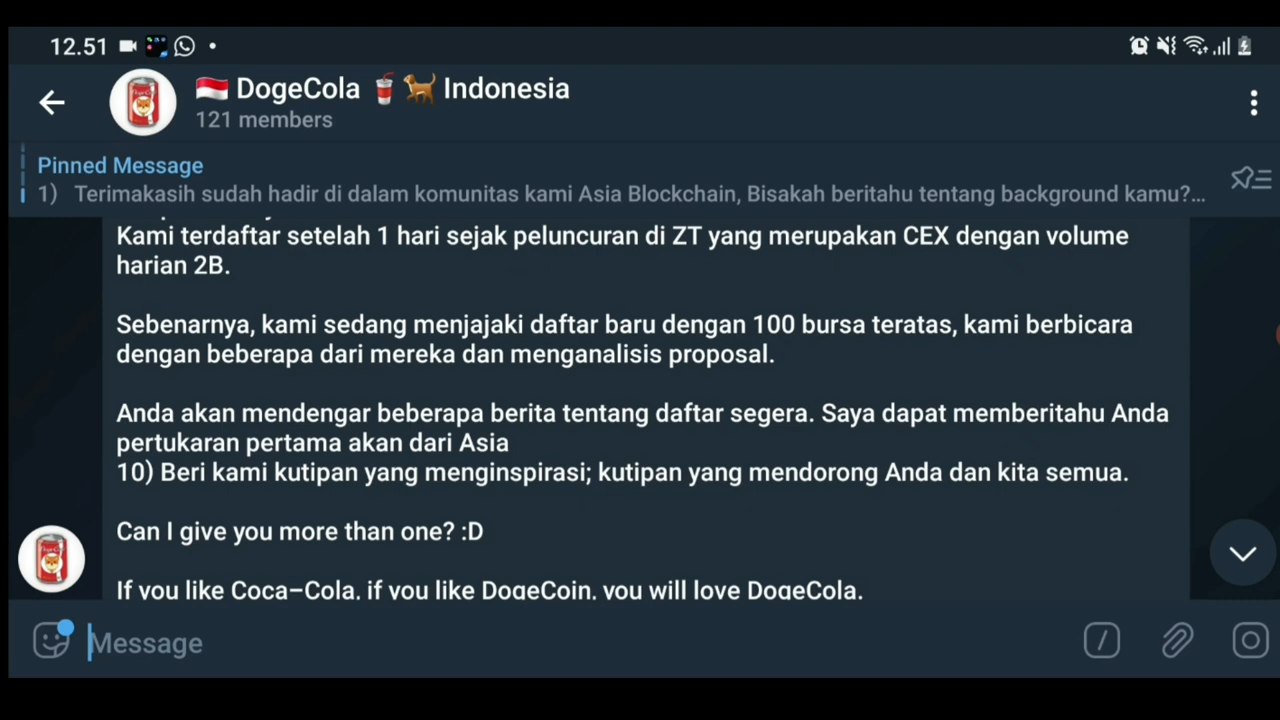 12.51
DogeCola Indonesia
121 members
Pinned Message
1) Terimakasih sudah hadir di dalam komunitas kami Asia Blockchain, Bisakah beritahu tentang background kamu?...
Kami terdaftar setelah 1 hari sejak peluncuran di ZT yang merupakan CEX dengan volume
harian 2B.
Sebenarnya, kami sedang menjajaki daftar baru dengan 100 bursa teratas, kami berbicara
dengan beberapa dari mereka dan menganalisis proposal.
Anda akan mendengar beberapa berita tentang daftar segera. Saya dapat memberitahu Anda
pertukaran pertama akan dari Asia
10) Beri kami kutipan yang menginspirasi; kutipan yang mendorong Anda dan kita semua.
Can I give you more than one? :D
If you like Coca-Cola, if you like DogeCoin, you will love DogeCola.
Message